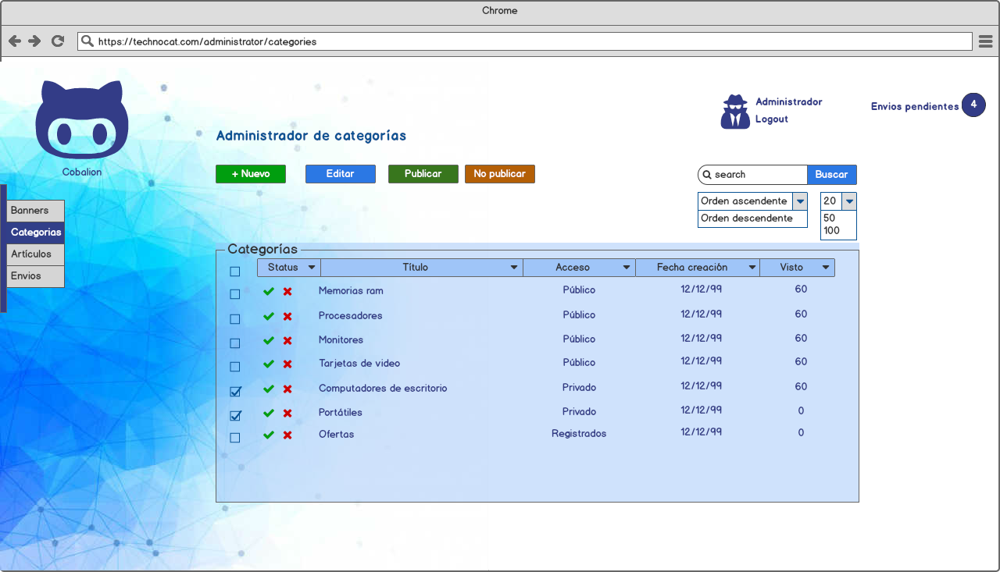 Chrome
https://technocat.com/administrator/categories
Cobalion
Administrador
Logout
Envios pendientes 4
Administrador de categorías
+ Nuevo Editar Publicar No publicar
search Buscar
Orden ascendente 20
Orden descendente 50
100
Banners
Categorias
Artículos
Envios
Categorías
Status Título Acceso Fecha creación Visto
Memorias ram Público 12/12/99 60
Procesadores Público 12/12/99 60
Monitores Público 12/12/99 60
Tarjetas de video Público 12/12/99 60
Computadores de escritorio Privado 12/12/99 60
Portátiles Privado 12/12/99 0
Ofertas Registrados 12/12/99 0